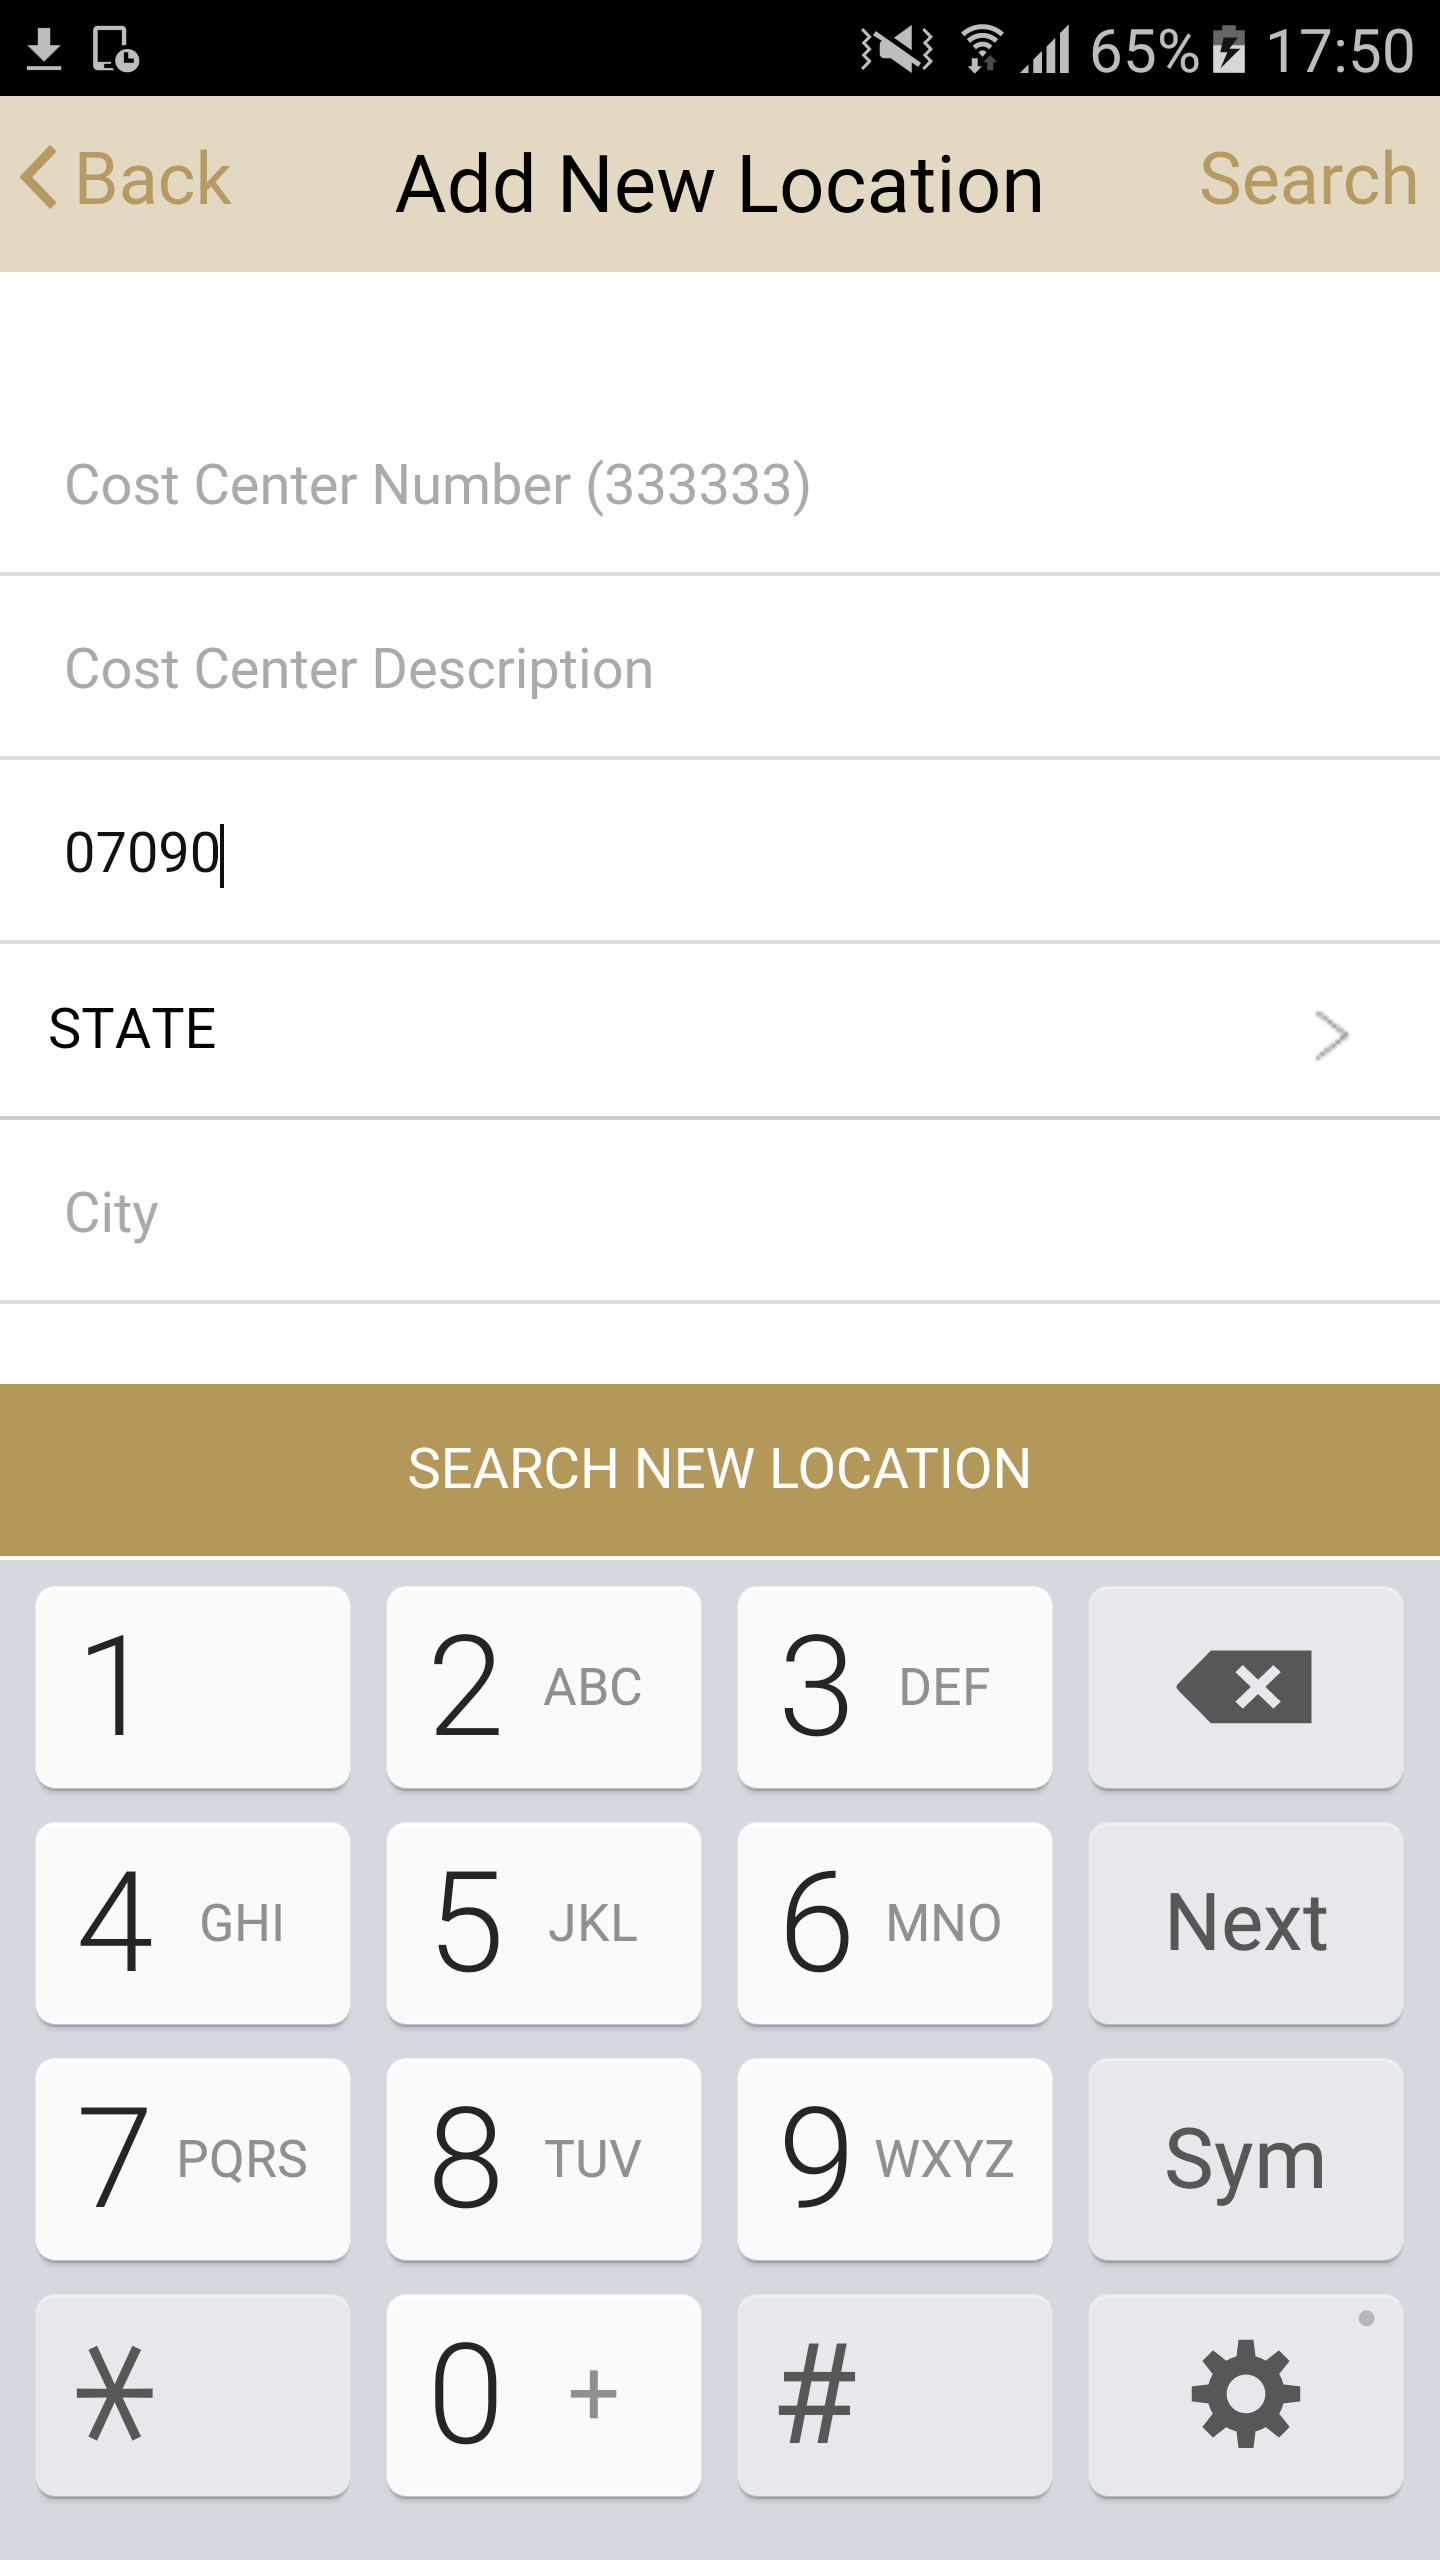 65% 17:50
Back Add New Location Search
Cost Center Number (333333)
Cost Center Description
07090
STATE
City
SEARCH NEW LOCATION
1 2 ABC 3 DEF
4 GHI 5 JKL 6 MNO Next
7 PQRS 8 TUV 9 WXYZ Sym
* 0 + #